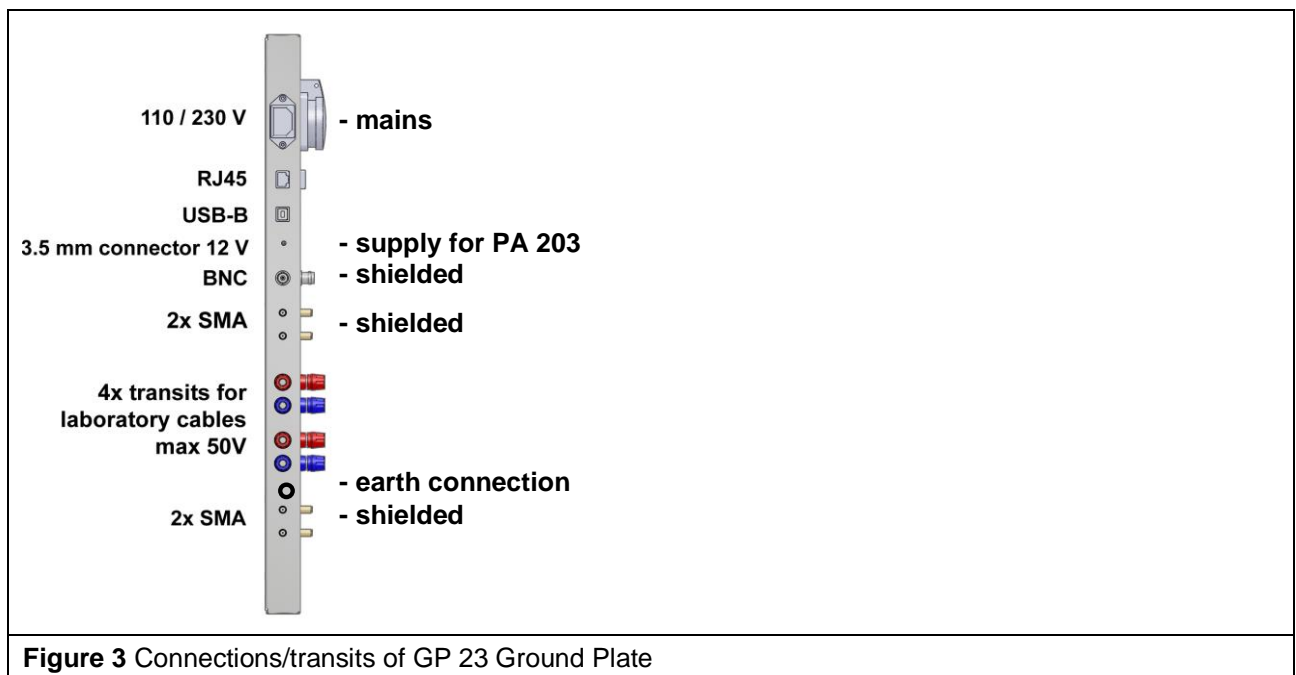 110 / 230 V - mains
RJ45
USB-B
3.5 mm connector 12 V - supply for PA 203
BNC - shielded
2x SMA - shielded
4x transits for
laboratory cables
max 50V
- earth connection
2x SMA - shielded
Figure 3 Connections/transits of GP 23 Ground Plate